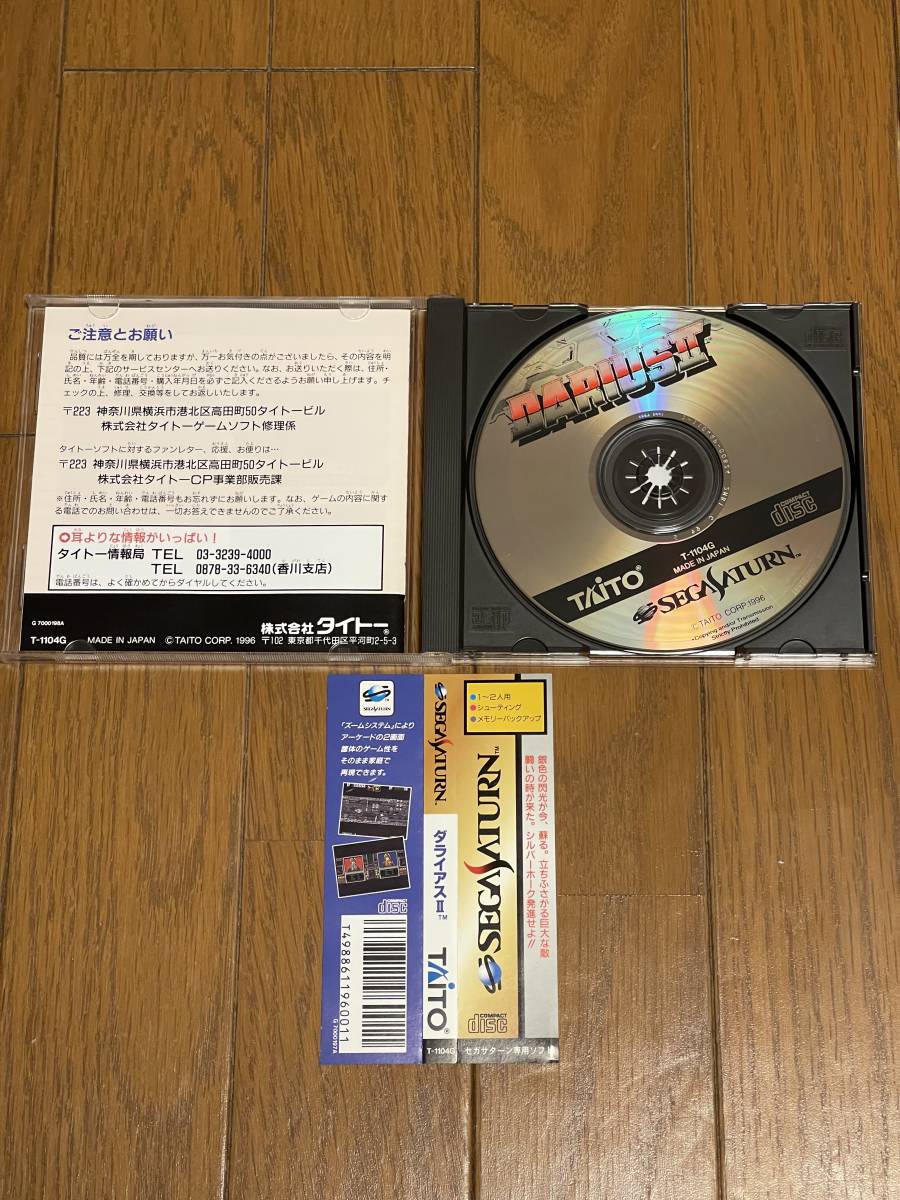 ご注意とお願い
品質には万全を期しておりますが、万一お気付きの点がございましたら、その内容を明
記の上、下記のサービスセンターへお送りください。なお、お送りいただく際は、住所・
氏名・年齢・電話番号・購入年月日を必ずご記入くださるようお願い申し上げます。チ
ェックの上、修理、交換等をしてお返しいたします。
〒223 神奈川県横浜市港北区高田町50タイトービル
株式会社タイトーゲームソフト修理係
タイトーソフトに対するファンレター、応援、お便りは…
〒223 神奈川県横浜市港北区高田町50タイトービル
株式会社タイトーCP事業部販売課
※住所・氏名・年齢・電話番号もお忘れにずお願いします。なお、ゲームの内容に関す
る電話でのお問い合わせは、一切お答えできませんのでご了承ください。
耳よりな情報がいっぱい!
タイトー情報局 TEL 03-3239-4000
TEL 0878-33-6340(香川支店)
電話番号は、よく確かめてからダイヤルしてください。
G 7000198A
株式会社タイトー®
T-1104G MADE IN JAPAN ©TAITO CORP. 1996 〒102 東京都千代田区平河町2-5-3
DARIUS II
COMPACT
disc
T-1104G
MADE IN JAPAN
TAITO
SEGA SATURN™
© TAITO CORP. 1996
*Copying and/or Transmission
Strictly Prohibited
SEGA SATURN
「ズームシステム」により
アーケードの2画面
筐体のゲーム性を
そのまま家庭で
再現できます。
COMPACT
disc
T4988611960011
G 7000197A
SEGA SATURN™
ダライアスII™
TAITO®
T-1104G
1〜2人用
シューティング
メモリーバックアップ
SEGA SATURN™
COMPACT
disc
セガサターン専用ソフト
銀色の閃光が今、蘇る。立ちふさがる巨大な敵
闘いの時が来た。シルバーホーク発進せよ!!